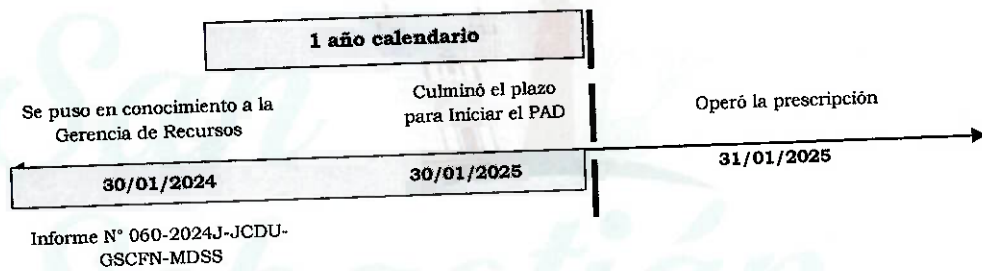 1 año calendario
Se puso en conocimiento a la
Gerencia de Recursos
Culminó el plazo
para Iniciar el PAD
Operó la prescripción
30/01/2024
30/01/2025
31/01/2025
Informe N° 060-2024J-JCDU-
GSCFN-MDSS